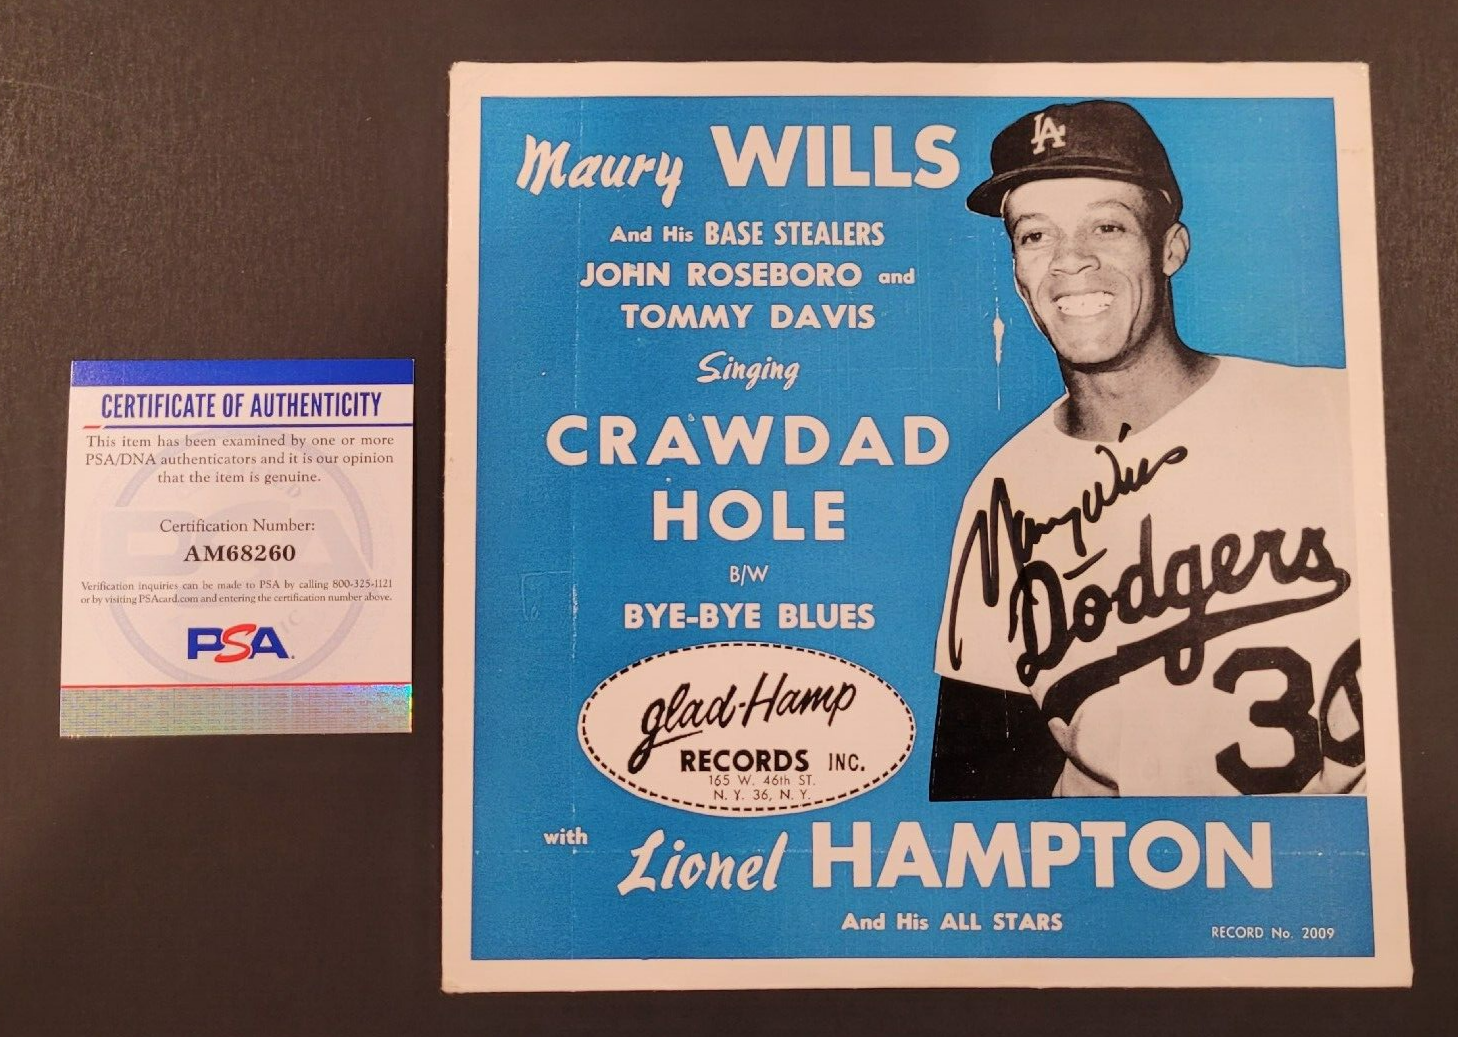 CERTIFICATE OF AUTHENTICITY
This item has been examined by one or more
PSA/DNA authenticators and it is our opinion
that the item is genuine.
Certification Number:
AM68260
Verification inquiries can be made to PSA by calling 800-325-1121
or by visiting PSAcard.com and entering the certification number above.
PSA
Maury WILLS
And His BASE STEALERS
JOHN ROSEBORO and
TOMMY DAVIS
Singing
CRAWDAD
HOLE
B/W
BYE-BYE BLUES
glad-Hamp
RECORDS INC.
165 W. 46th ST.
N. Y. 36, N. Y.
with Lionel HAMPTON
And His ALL STARS
RECORD No. 2009
LA
Maury Wills
Dodgers
30